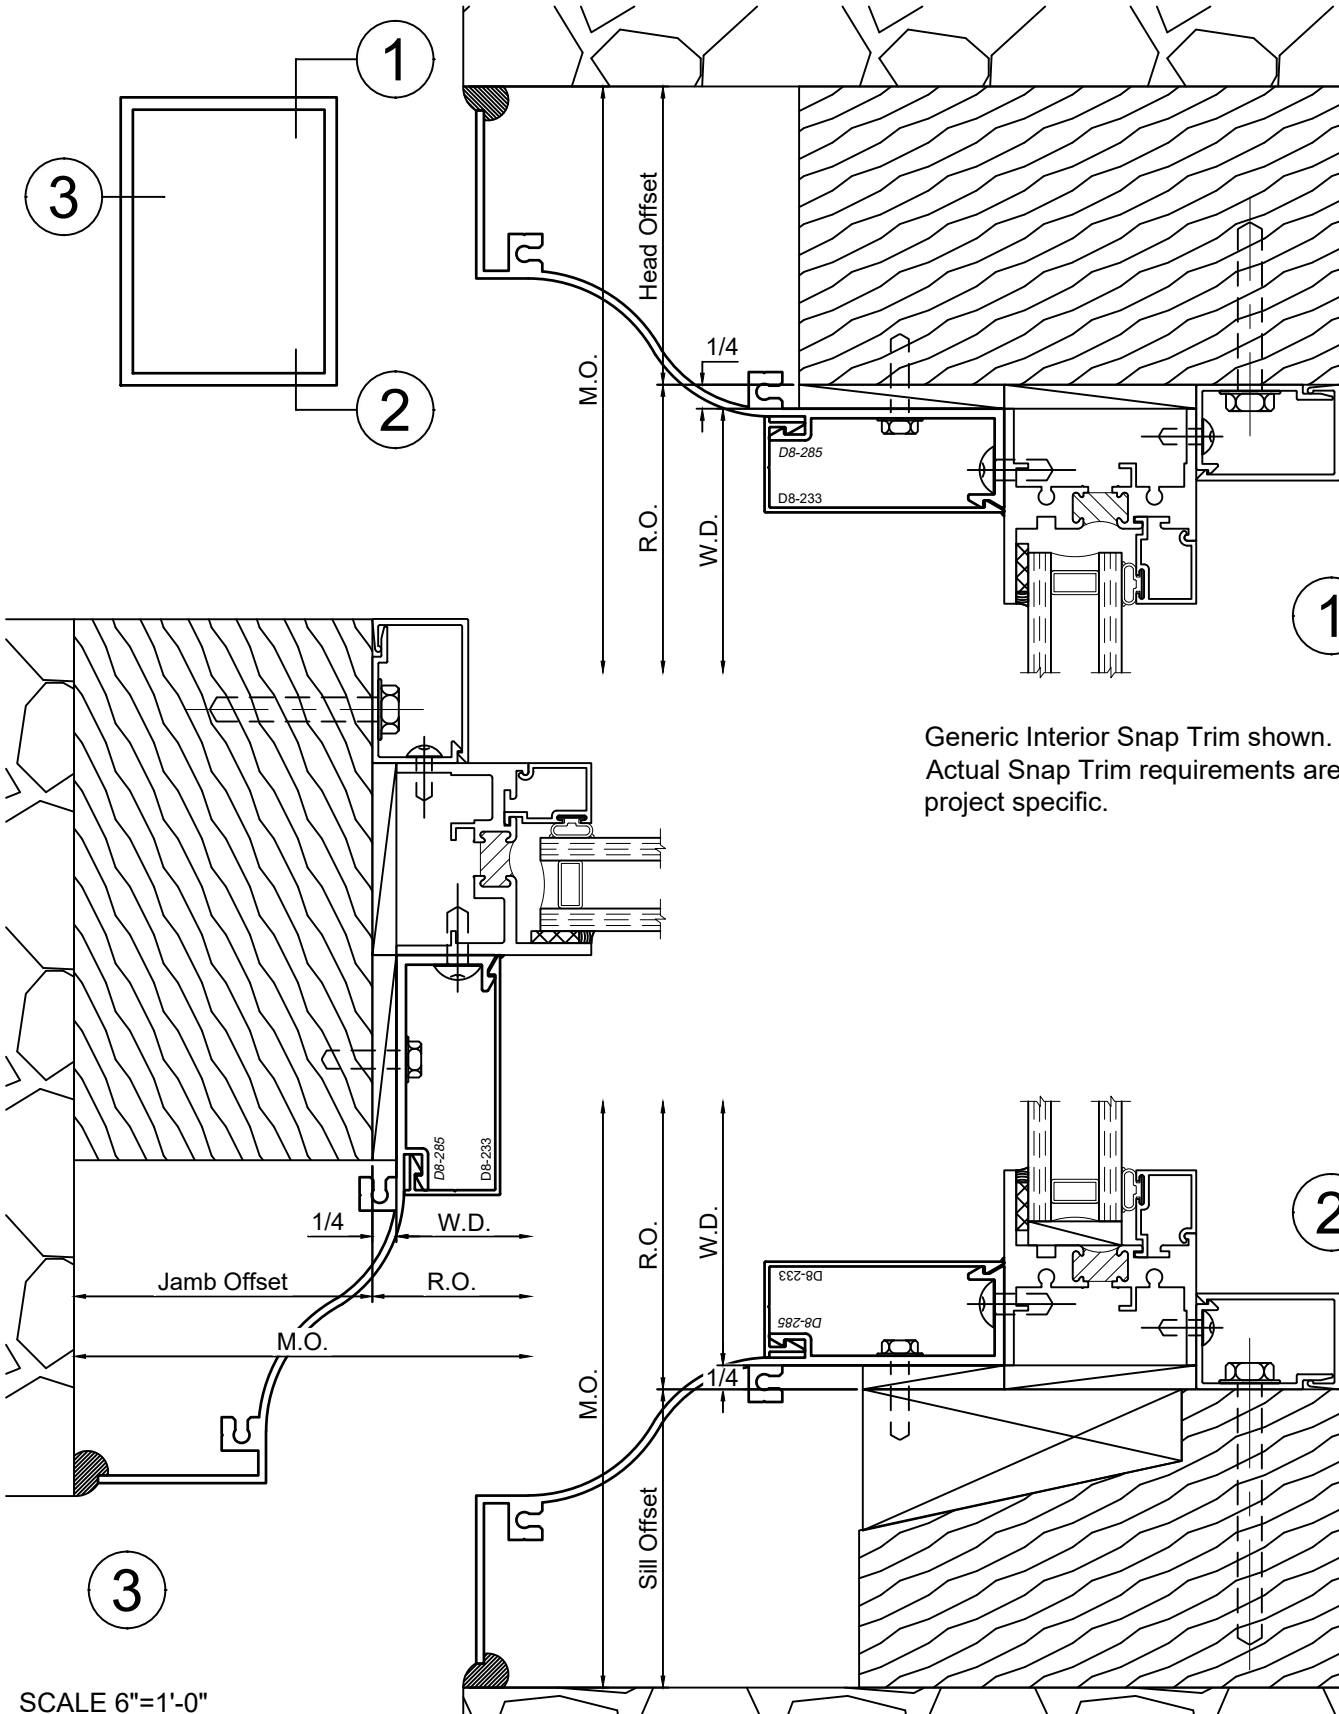 1
3
2
Head Offset
M.O.
1/4
R.O.
W.D.
D8-285
D8-233
1
Generic Interior Snap Trim shown.
Actual Snap Trim requirements are
project specific.
D8-285
D8-233
1/4
W.D.
Jamb Offset
R.O.
M.O.
3
R.O.
W.D.
M.O.
1/4
Sill Offset
D8-233
D8-285
2
SCALE 6"=1'-0"